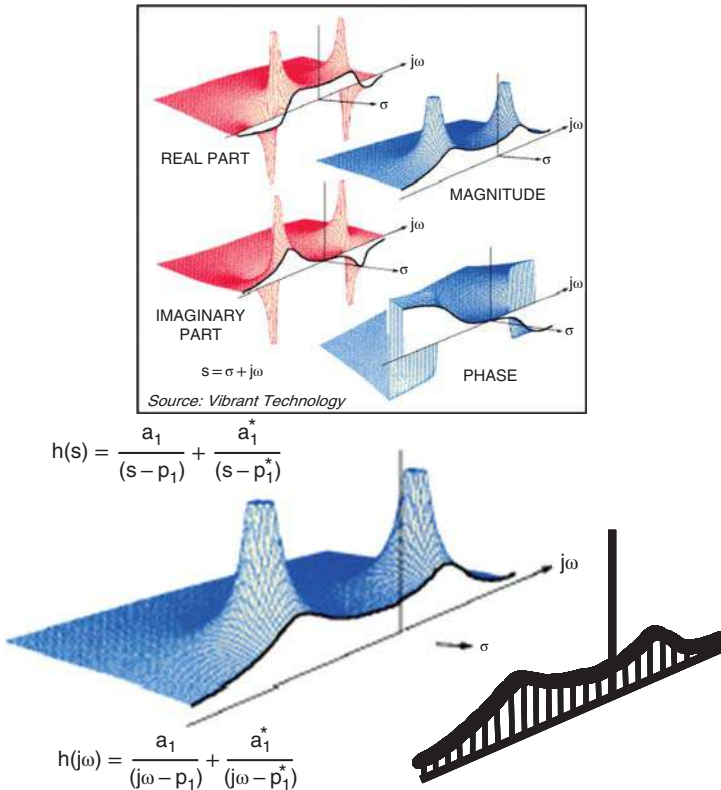 jω
σ
REAL PART
jω
σ
MAGNITUDE
jω
σ
IMAGINARY
PART
jω
σ
PHASE
s = σ + jω
Source: Vibrant Technology
h(s) = a₁/(s – p₁) + a₁*/(s – p₁*)
jω
σ
h(jω) = a₁/(jω – p₁) + a₁*/(jω – p₁*)